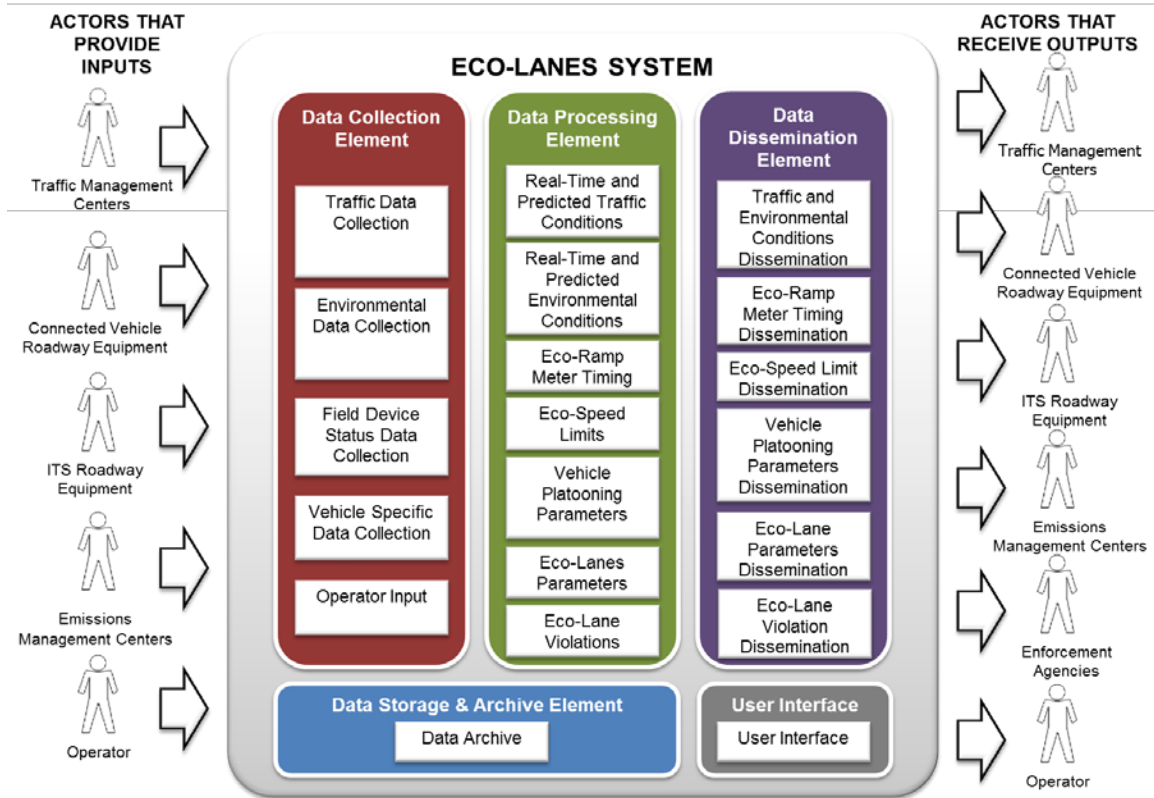 ACTORS THAT
PROVIDE
INPUTS
Traffic Management
Centers
Connected Vehicle
Roadway Equipment
ITS Roadway
Equipment
Emissions
Management Centers
Operator
ECO-LANES SYSTEM
Data Collection
Element
Traffic Data
Collection
Environmental
Data Collection
Field Device
Status Data
Collection
Vehicle Specific
Data Collection
Operator Input
Data Processing
Element
Real-Time and
Predicted Traffic
Conditions
Real-Time and
Predicted
Environmental
Conditions
Eco-Ramp
Meter Timing
Eco-Speed
Limits
Vehicle
Platooning
Parameters
Eco-Lanes
Parameters
Eco-Lane
Violations
Data
Dissemination
Element
Traffic and
Environmental
Conditions
Dissemination
Eco-Ramp
Meter Timing
Dissemination
Eco-Speed Limit
Dissemination
Vehicle
Platooning
Parameters
Dissemination
Eco-Lane
Parameters
Dissemination
Eco-Lane
Violation
Dissemination
Data Storage & Archive Element
Data Archive
User Interface
User Interface
ACTORS THAT
RECEIVE OUTPUTS
Traffic Management
Centers
Connected Vehicle
Roadway Equipment
ITS Roadway
Equipment
Emissions
Management Centers
Enforcement
Agencies
Operator